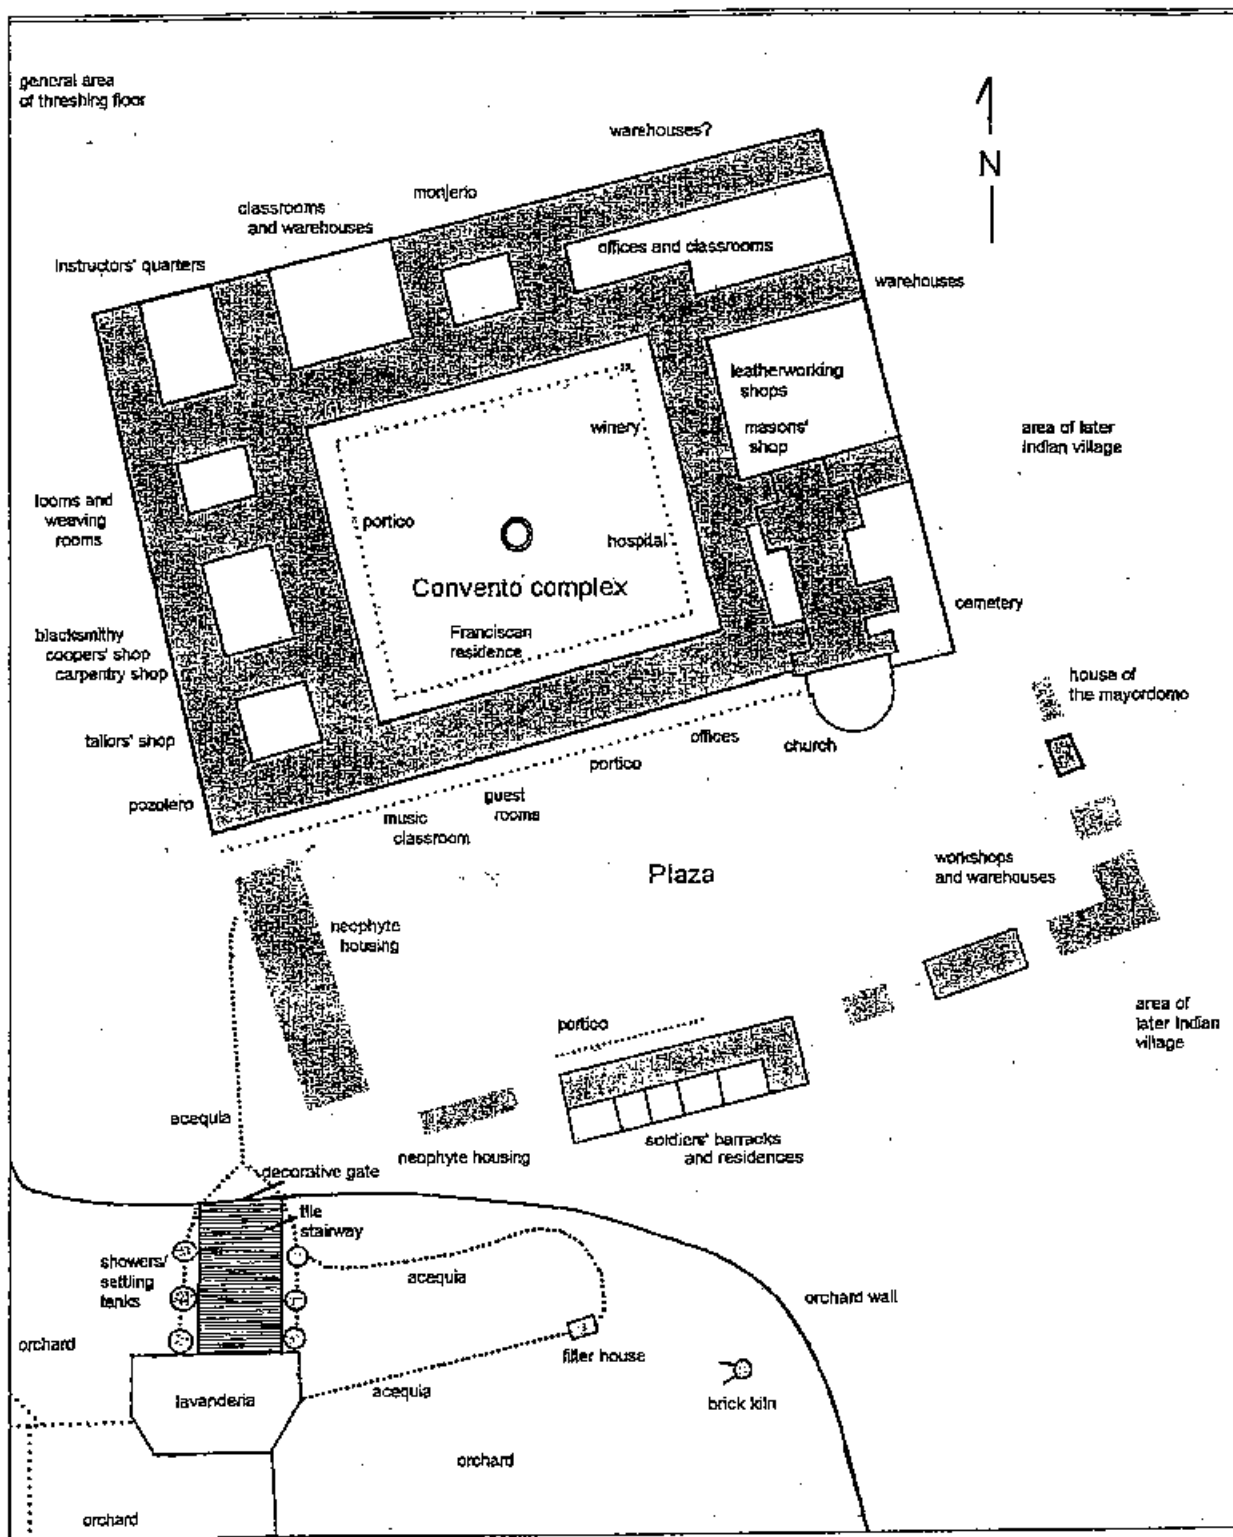 general area
of threshing floor
N
warehouses?
monjerio
classrooms
and warehouses
instructors' quarters
offices and classrooms
warehouses
leatherworking
shops
masons'
shop
area of later
Indian village
winery
looms and
weaving
rooms
portico
hospital
Convento complex
Franciscan
residence
cemetery
blacksmithy
coopers' shop
carpentry shop
house of
the mayordomo
tailors' shop
offices
church
portico
pozolero
guest
rooms
music
classroom
Plaza
workshops
and warehouses
neophyte
housing
area of
later Indian
village
portico
acequia
soldiers' barracks
and residences
neophyte housing
decorative gate
tile
stairway
showers/
settling
tanks
acequia
orchard wall
orchard
filter house
acequia
lavanderia
brick kiln
orchard
orchard